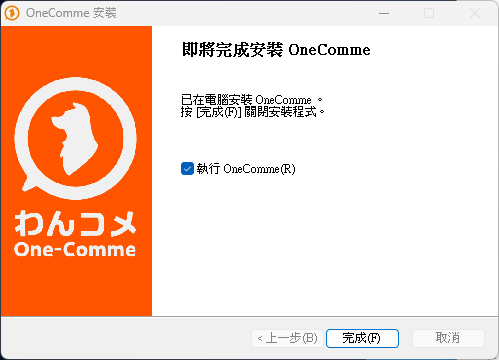 OneComme 安裝
即將完成安裝 OneComme
已在電腦安裝 OneComme 。
按 [完成(F)] 關閉安裝程式。
執行 OneComme(R)
わんコメ
One-Comme
< 上一步(B)
完成(F)
取消